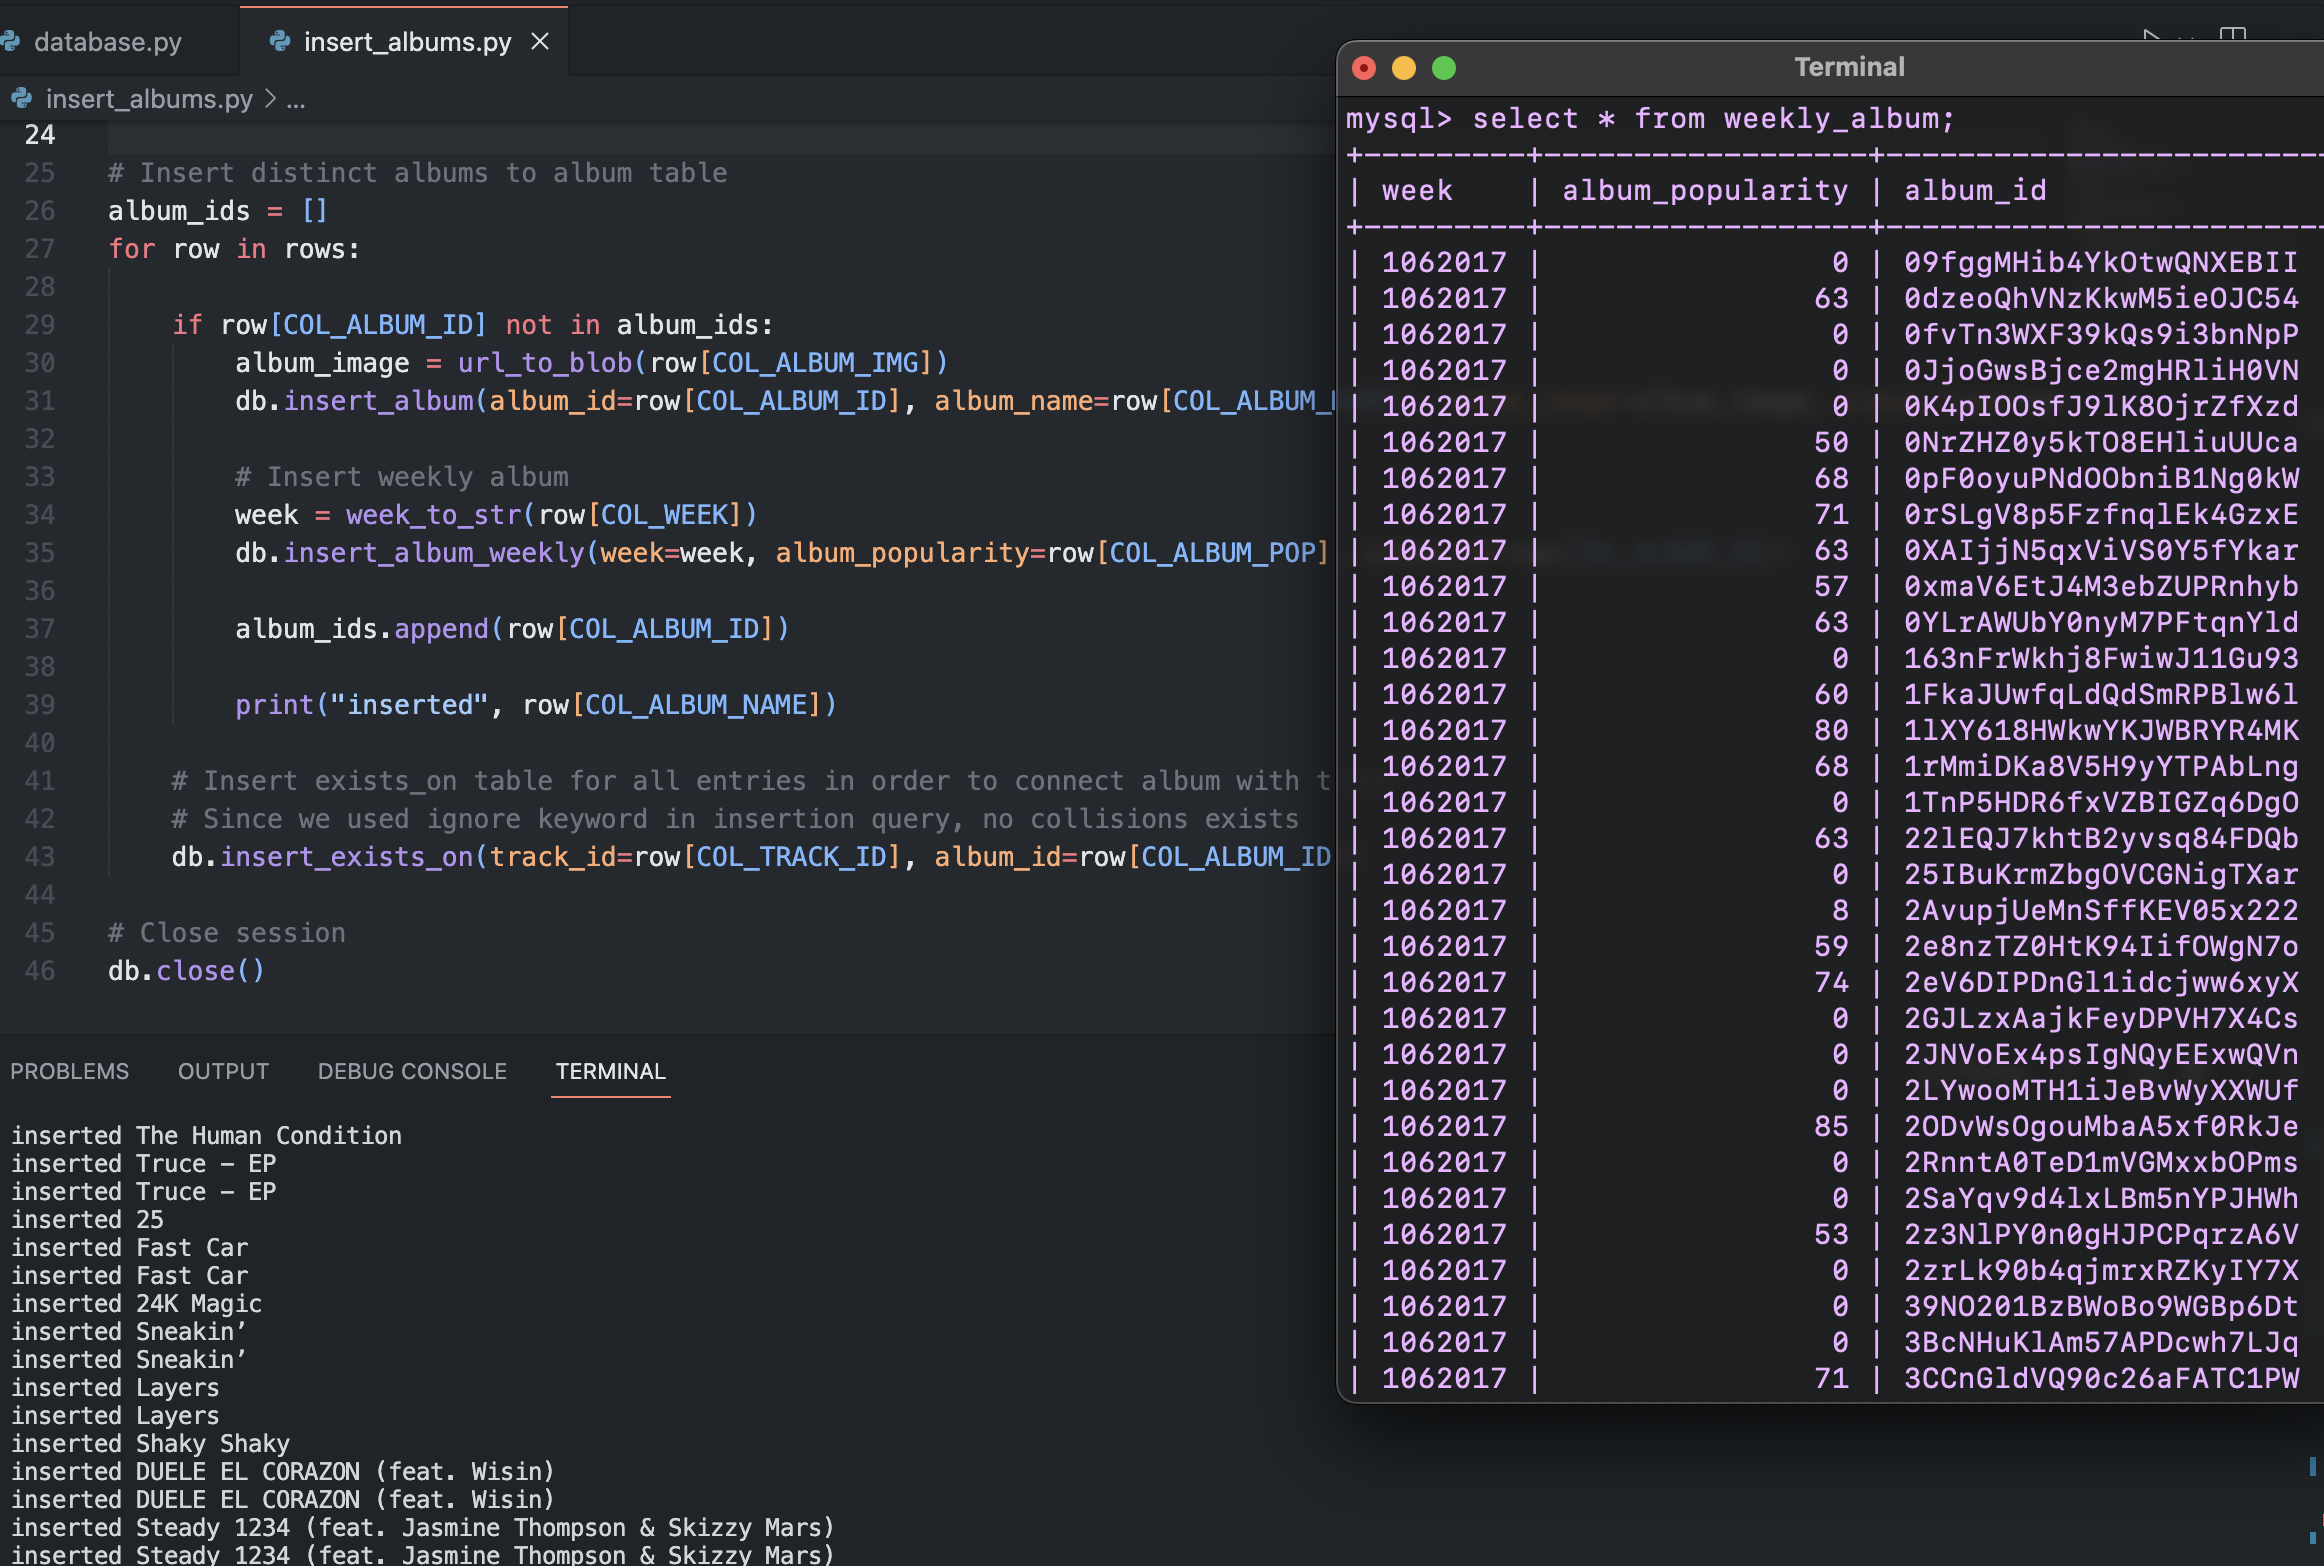 database.py
insert_albums.py
insert_albums.py > ...
24
25 # Insert distinct albums to album table
26 album_ids = []
27 for row in rows:
28
29 if row[COL_ALBUM_ID] not in album_ids:
30 album_image = url_to_blob(row[COL_ALBUM_IMG])
31 db.insert_album(album_id=row[COL_ALBUM_ID], album_name=row[COL_ALBUM_
32
33 # Insert weekly album
34 week = week_to_str(row[COL_WEEK])
35 db.insert_album_weekly(week=week, album_popularity=row[COL_ALBUM_POP]
36
37 album_ids.append(row[COL_ALBUM_ID])
38
39 print("inserted", row[COL_ALBUM_NAME])
40
41 # Insert exists_on table for all entries in order to connect album with t
42 # Since we used ignore keyword in insertion query, no collisions exists
43 db.insert_exists_on(track_id=row[COL_TRACK_ID], album_id=row[COL_ALBUM_ID
44
45 # Close session
46 db.close()
PROBLEMS OUTPUT DEBUG CONSOLE TERMINAL
inserted The Human Condition
inserted Truce – EP
inserted Truce – EP
inserted 25
inserted Fast Car
inserted Fast Car
inserted 24K Magic
inserted Sneakin’
inserted Sneakin’
inserted Layers
inserted Layers
inserted Shaky Shaky
inserted DUELE EL CORAZON (feat. Wisin)
inserted DUELE EL CORAZON (feat. Wisin)
inserted Steady 1234 (feat. Jasmine Thompson & Skizzy Mars)
inserted Steady 1234 (feat. Jasmine Thompson & Skizzy Mars)
Terminal
mysql> select * from weekly_album;
| week | album_popularity | album_id
| 1062017 | 0 | 09fggMHib4YkOtwQNXEBII
| 1062017 | 63 | 0dzeoQhVNzKkwM5ieOJC54
| 1062017 | 0 | 0fvTn3WXF39kQs9i3bnNpP
| 1062017 | 0 | 0JjoGwsBjce2mgHRliH0VN
| 1062017 | 0 | 0K4pIOOsfJ9lK8OjrZfXzd
| 1062017 | 50 | 0NrZHZ0y5kTO8EHliuUUca
| 1062017 | 68 | 0pF0oyuPNdOObniB1Ng0kW
| 1062017 | 71 | 0rSLgV8p5FzfnqlEk4GzxE
| 1062017 | 63 | 0XAIjjN5qxViVS0Y5fYkar
| 1062017 | 57 | 0xmaV6EtJ4M3ebZUPRnhyb
| 1062017 | 63 | 0YLrAWUbY0nyM7PFtqnYld
| 1062017 | 0 | 163nFrWkhj8FwiwJ11Gu93
| 1062017 | 60 | 1FkaJUwfqLdQdSmRPBlw6l
| 1062017 | 80 | 1lXY618HWkwYKJWBRYR4MK
| 1062017 | 68 | 1rMmiDKa8V5H9yYTPAbLng
| 1062017 | 0 | 1TnP5HDR6fxVZBIGZq6DgO
| 1062017 | 63 | 22lEQJ7khtB2yvsq84FDQb
| 1062017 | 0 | 25IBuKrmZbgOVCGNigTXar
| 1062017 | 8 | 2AvupjUeMnSffKEV05x222
| 1062017 | 59 | 2e8nzTZ0HtK94IifOWgN7o
| 1062017 | 74 | 2eV6DIPDnGl1idcjww6xyX
| 1062017 | 0 | 2GJLzxAajkFeyDPVH7X4Cs
| 1062017 | 0 | 2JNVoEx4psIgNQyEExwQVn
| 1062017 | 0 | 2LYwooMTH1iJeBvWyXXWUf
| 1062017 | 85 | 2ODvWsOgouMbaA5xf0RkJe
| 1062017 | 0 | 2RnntA0TeD1mVGMxxbOPms
| 1062017 | 0 | 2SaYqv9d4lxLBm5nYPJHWh
| 1062017 | 53 | 2z3NlPY0n0gHJPCPqrzA6V
| 1062017 | 0 | 2zrLk90b4qjmrxRZKyIY7X
| 1062017 | 0 | 39NO201BzBWoBo9WGBp6Dt
| 1062017 | 0 | 3BcNHuKlAm57APDcwh7LJq
| 1062017 | 71 | 3CCnGldVQ90c26aFATC1PW